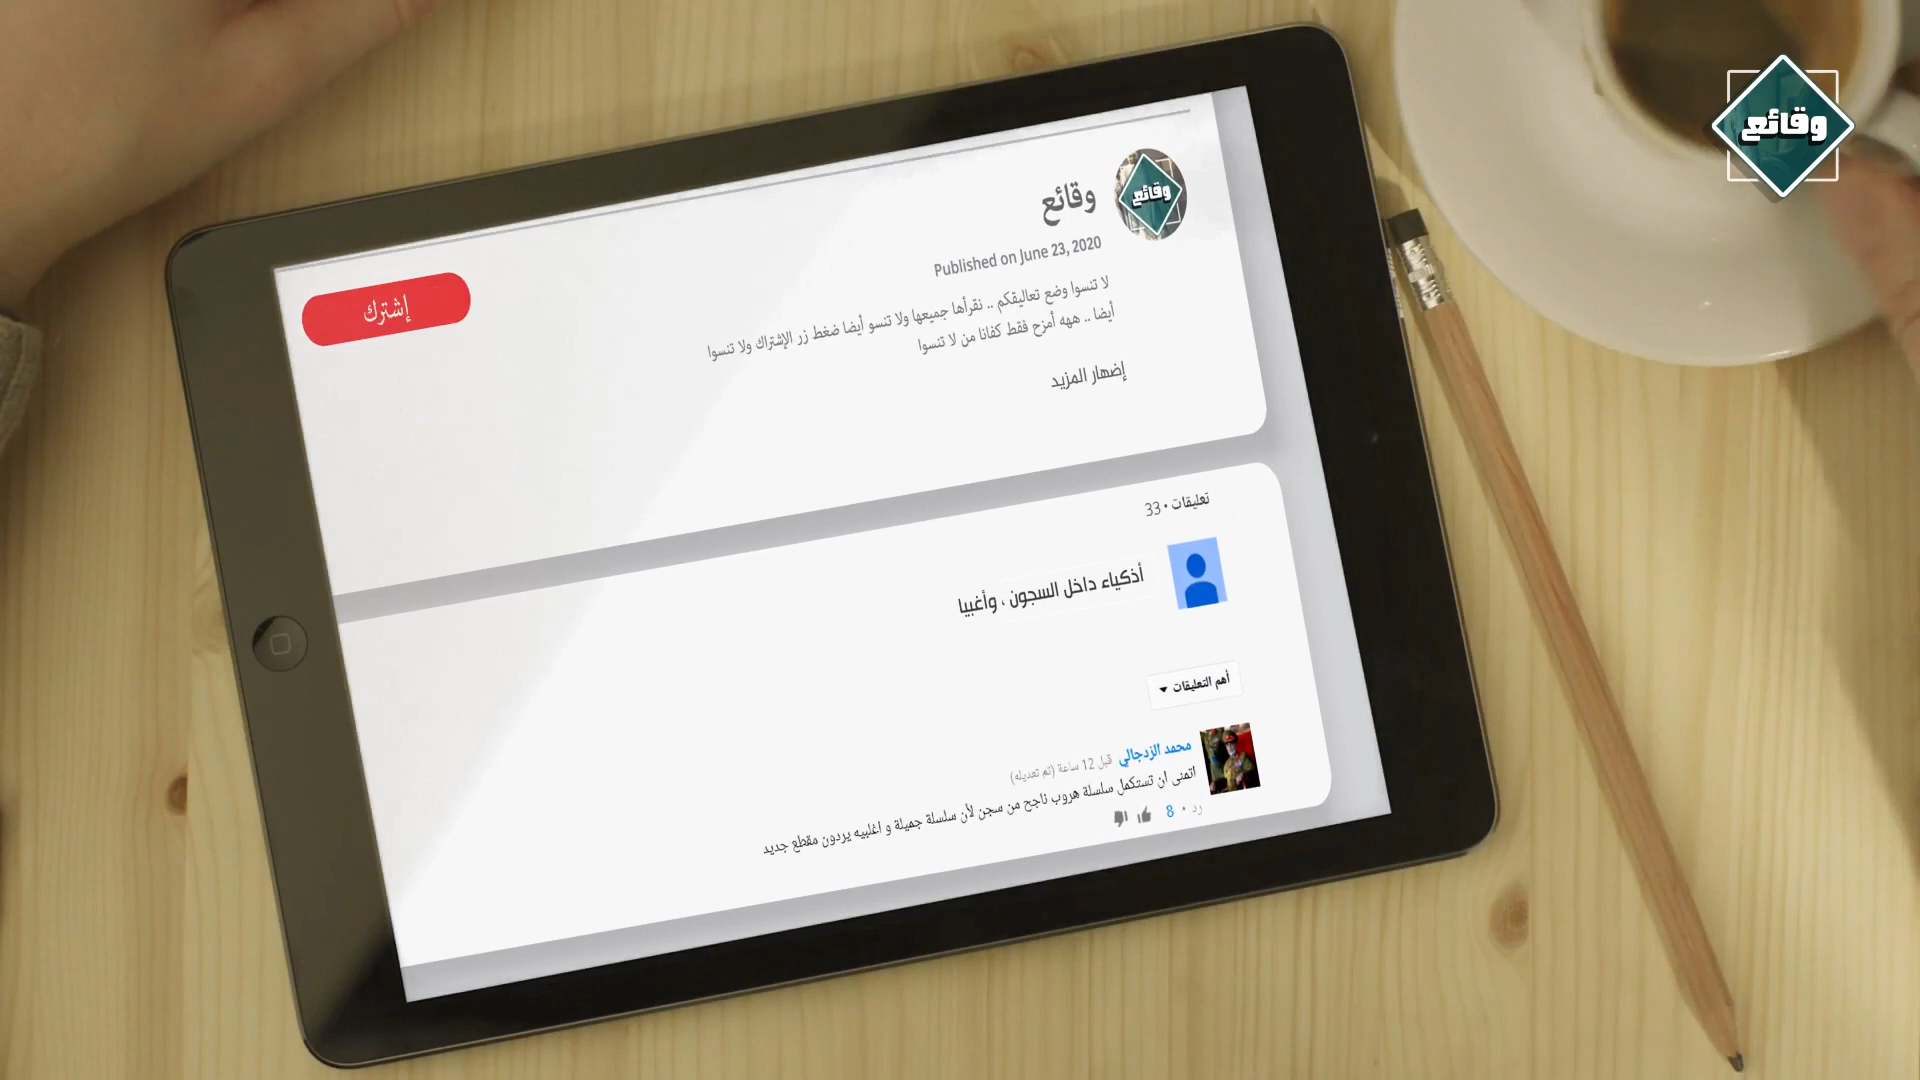 وقائع
وقائع
وقائع
Published on June 23, 2020
إشترك
لا تنسوا وضع تعاليقكم .. نقرأها جميعها ولا تنسو أيضا ضغط زر الإشتراك ولا تنسوا
أيضا .. ههه أمزح فقط كفانا من لا تنسوا
إضهار المزيد
تعليقات • 33
أذكياء داخل السجون ، وأغبيا
أهم التعليقات
محمد الزدجالي قبل 12 ساعة (تم تعديله)
اتمنى ان تستكمل سلسلة هروب ناجح من سجن لأن سلسلة جميلة و اغلبيه يردون مقطع جديد
رد • 8